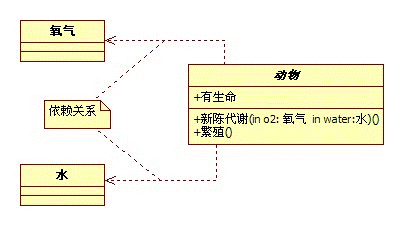 氧气
动物
+有生命
+新陈代谢(in o2: 氧气 in water:水)()
+繁殖()
依赖关系
水